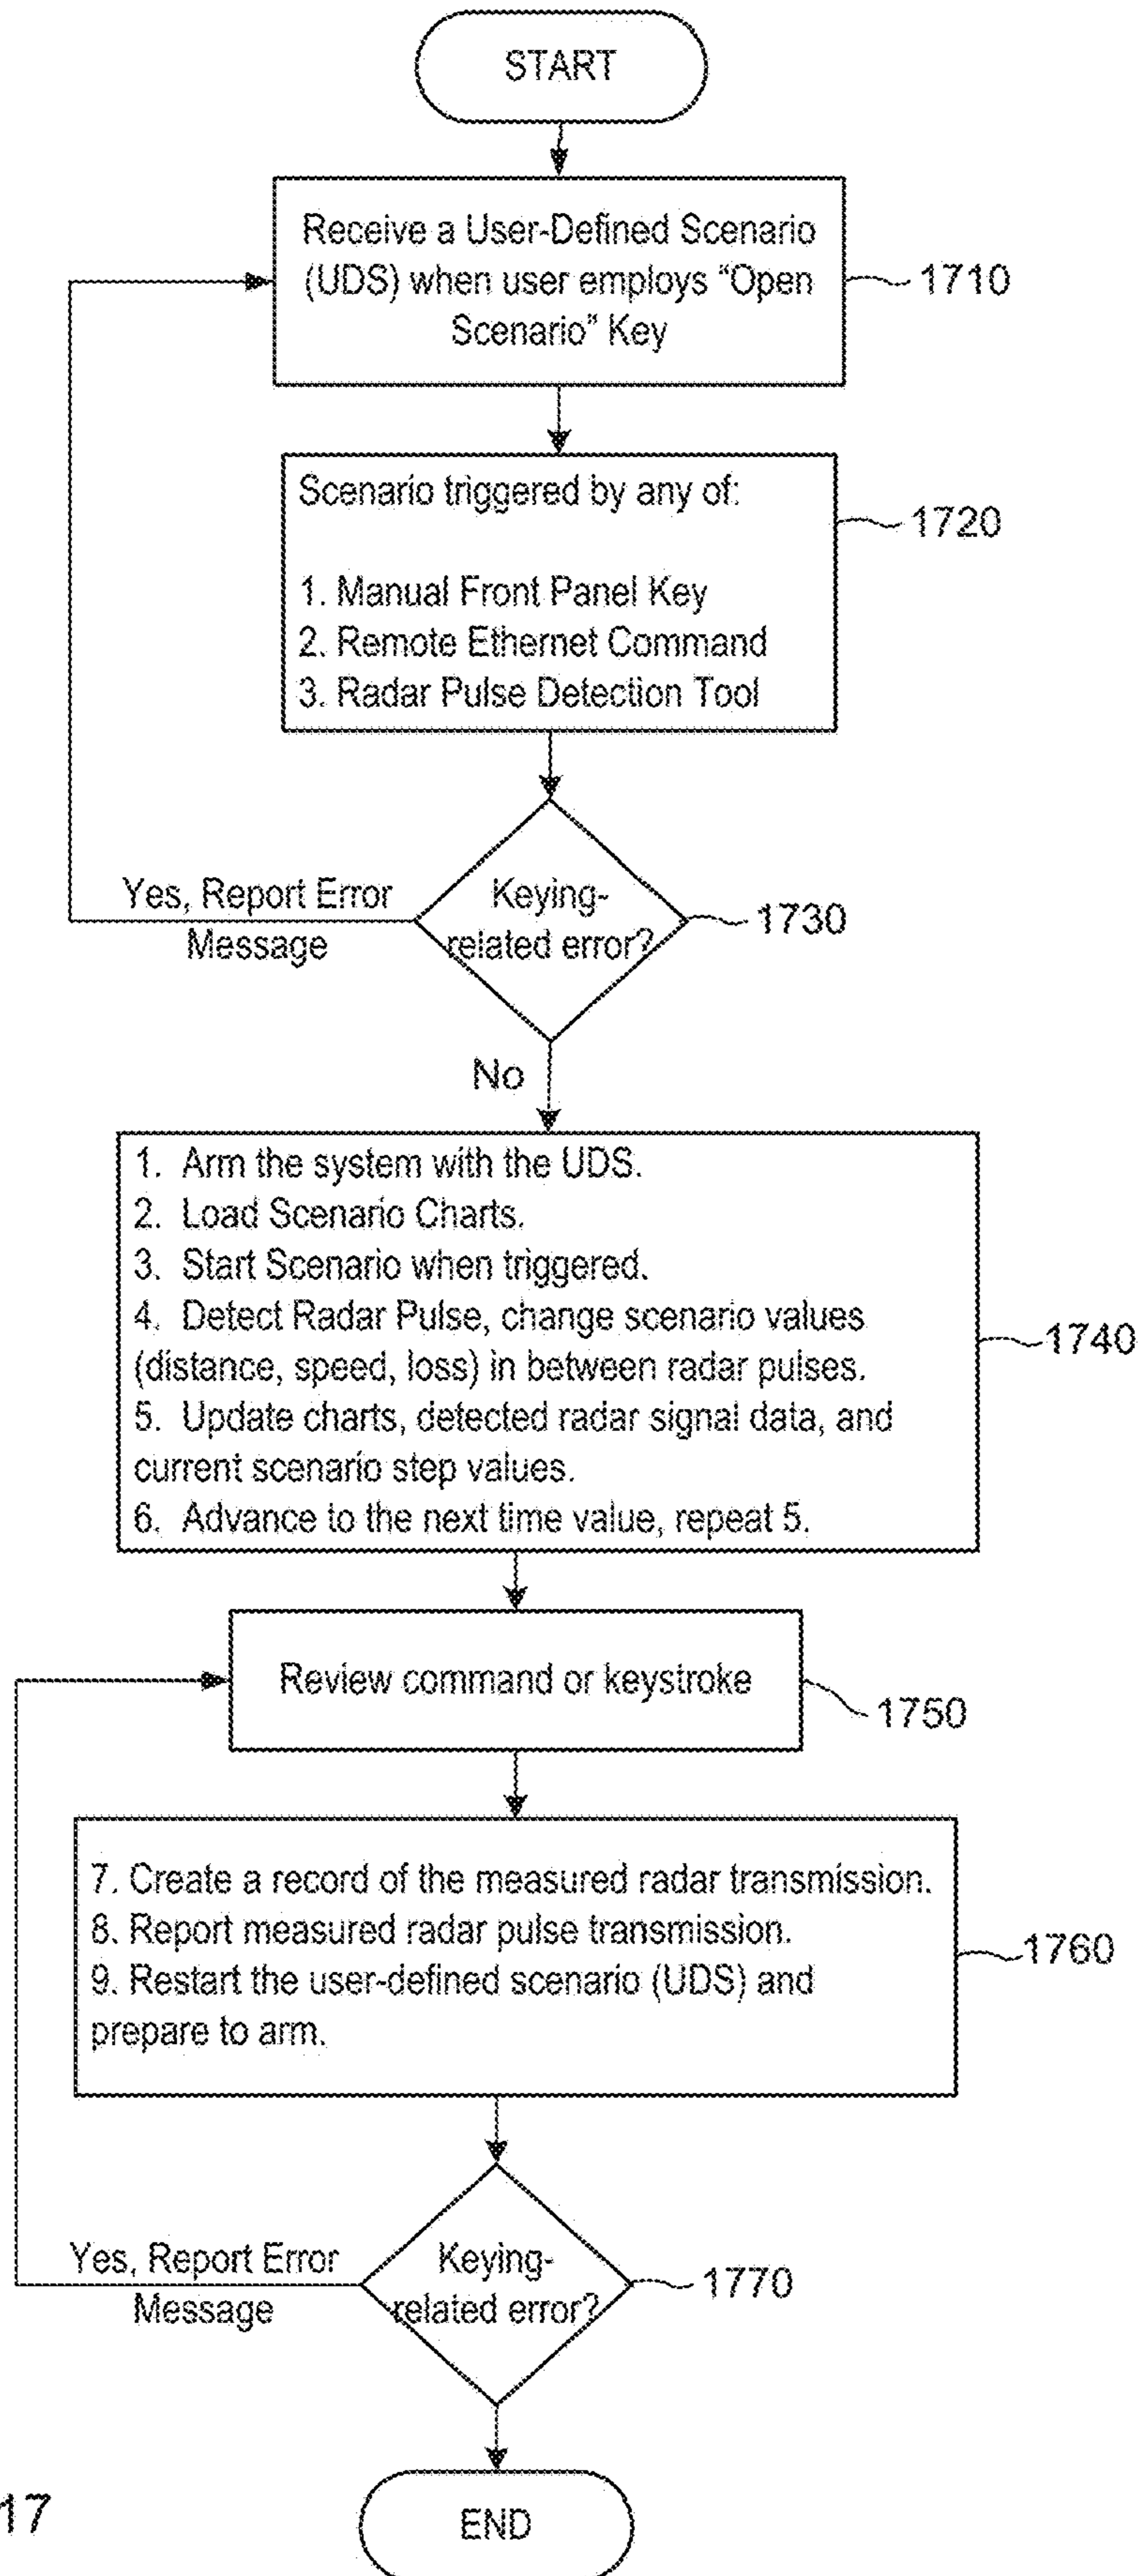 START
Receive a User-Defined Scenario
(UDS) when user employs "Open
Scenario" Key
1710
Scenario triggered by any of:
1720
1. Manual Front Panel Key
2. Remote Ethernet Command
3. Radar Pulse Detection Tool
Yes, Report Error
Message
Keying-
related error?
1730
No
1. Arm the system with the UDS.
2. Load Scenario Charts.
3. Start Scenario when triggered.
4. Detect Radar Pulse, change scenario values
(distance, speed, loss) in between radar pulses.
5. Update charts, detected radar signal data, and
current scenario step values.
6. Advance to the next time value, repeat 5.
1740
Review command or keystroke
1750
7. Create a record of the measured radar transmission.
8. Report measured radar pulse transmission.
9. Restart the user-defined scenario (UDS) and
prepare to arm.
1760
Yes, Report Error
Message
Keying-
related error?
1770
END
17